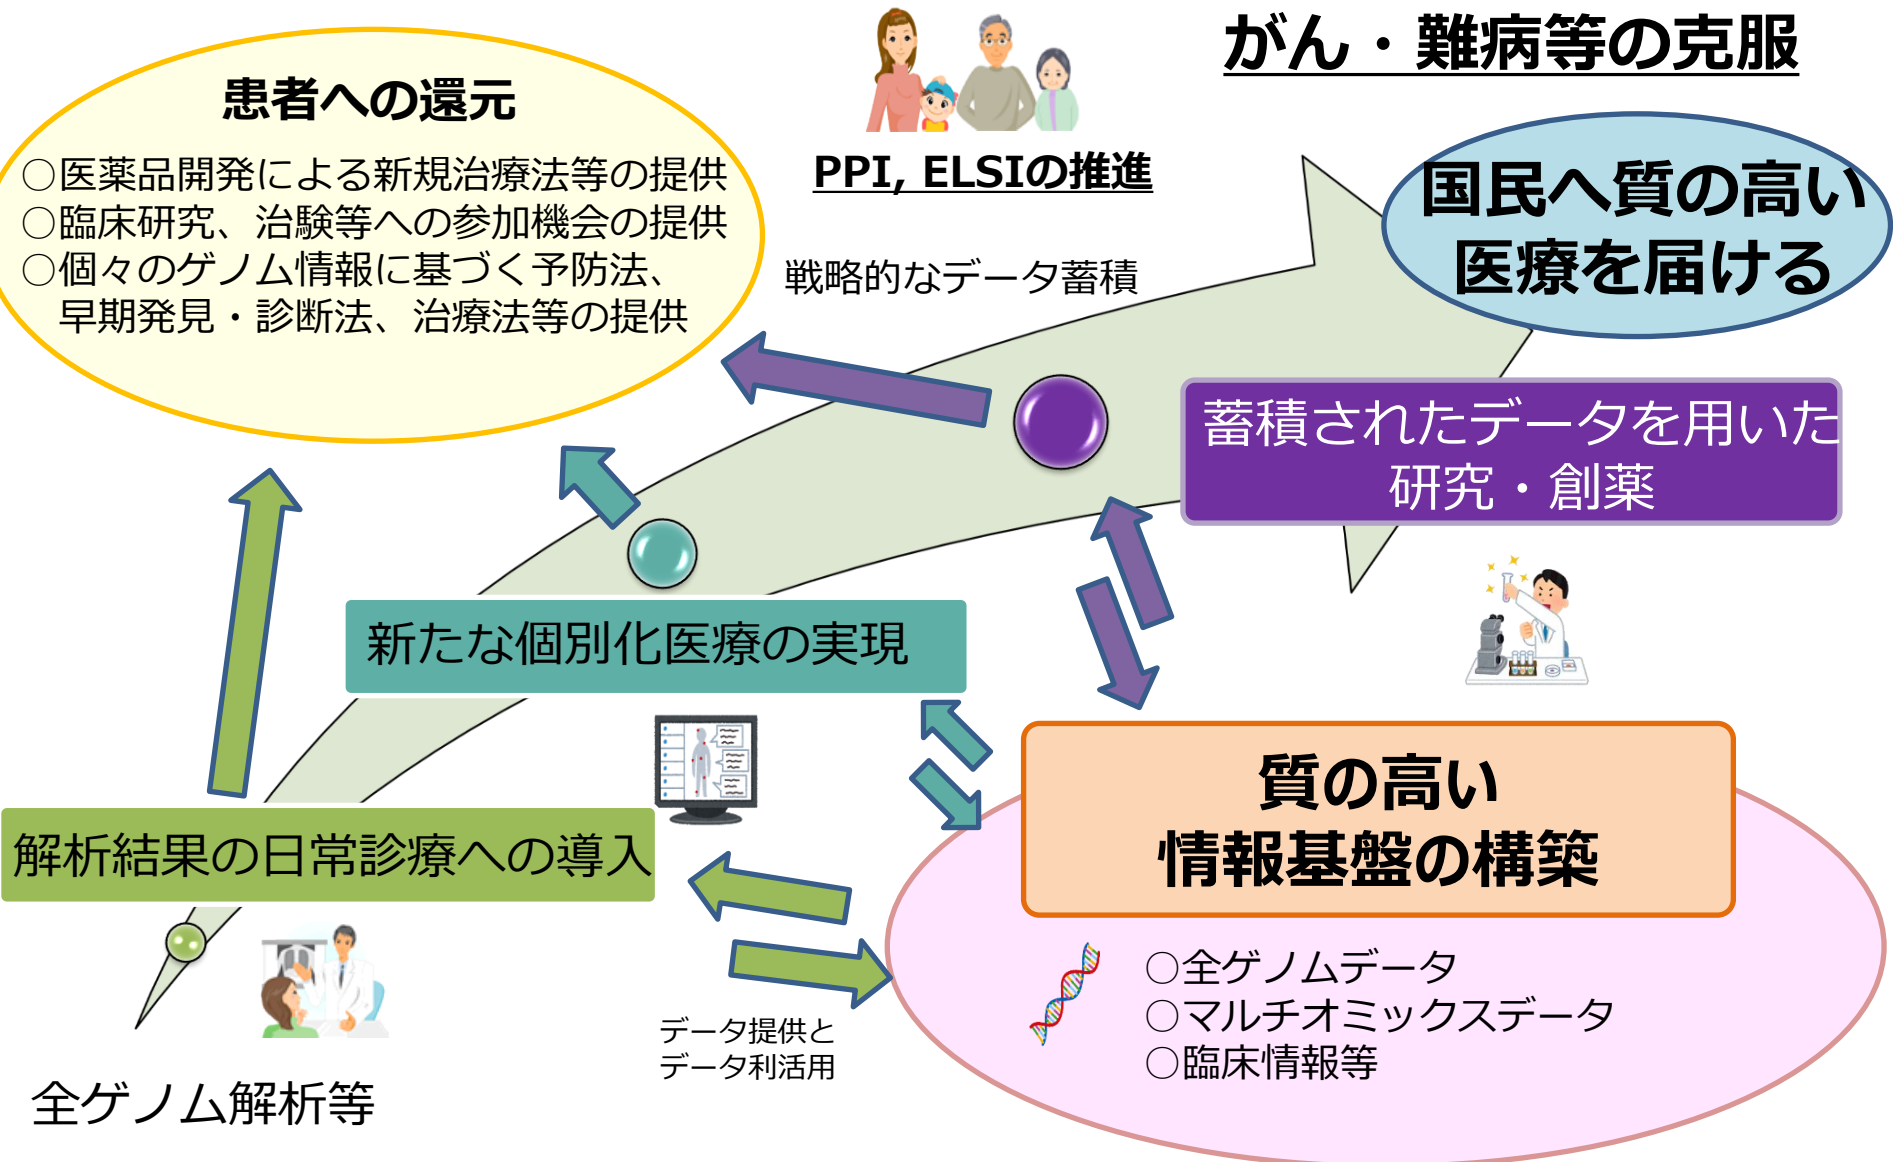 がん・難病等の克服
患者への還元
○医薬品開発による新規治療法等の提供
○臨床研究、治験等への参加機会の提供
○個々のゲノム情報に基づく予防法、
早期発見・診断法、治療法等の提供
PPI, ELSIの推進
国民へ質の高い
医療を届ける
戦略的なデータ蓄積
蓄積されたデータを用いた
研究・創薬
新たな個別化医療の実現
質の高い
情報基盤の構築
解析結果の日常診療への導入
○全ゲノムデータ
○マルチオミックスデータ
○臨床情報等
データ提供と
データ利活用
全ゲノム解析等